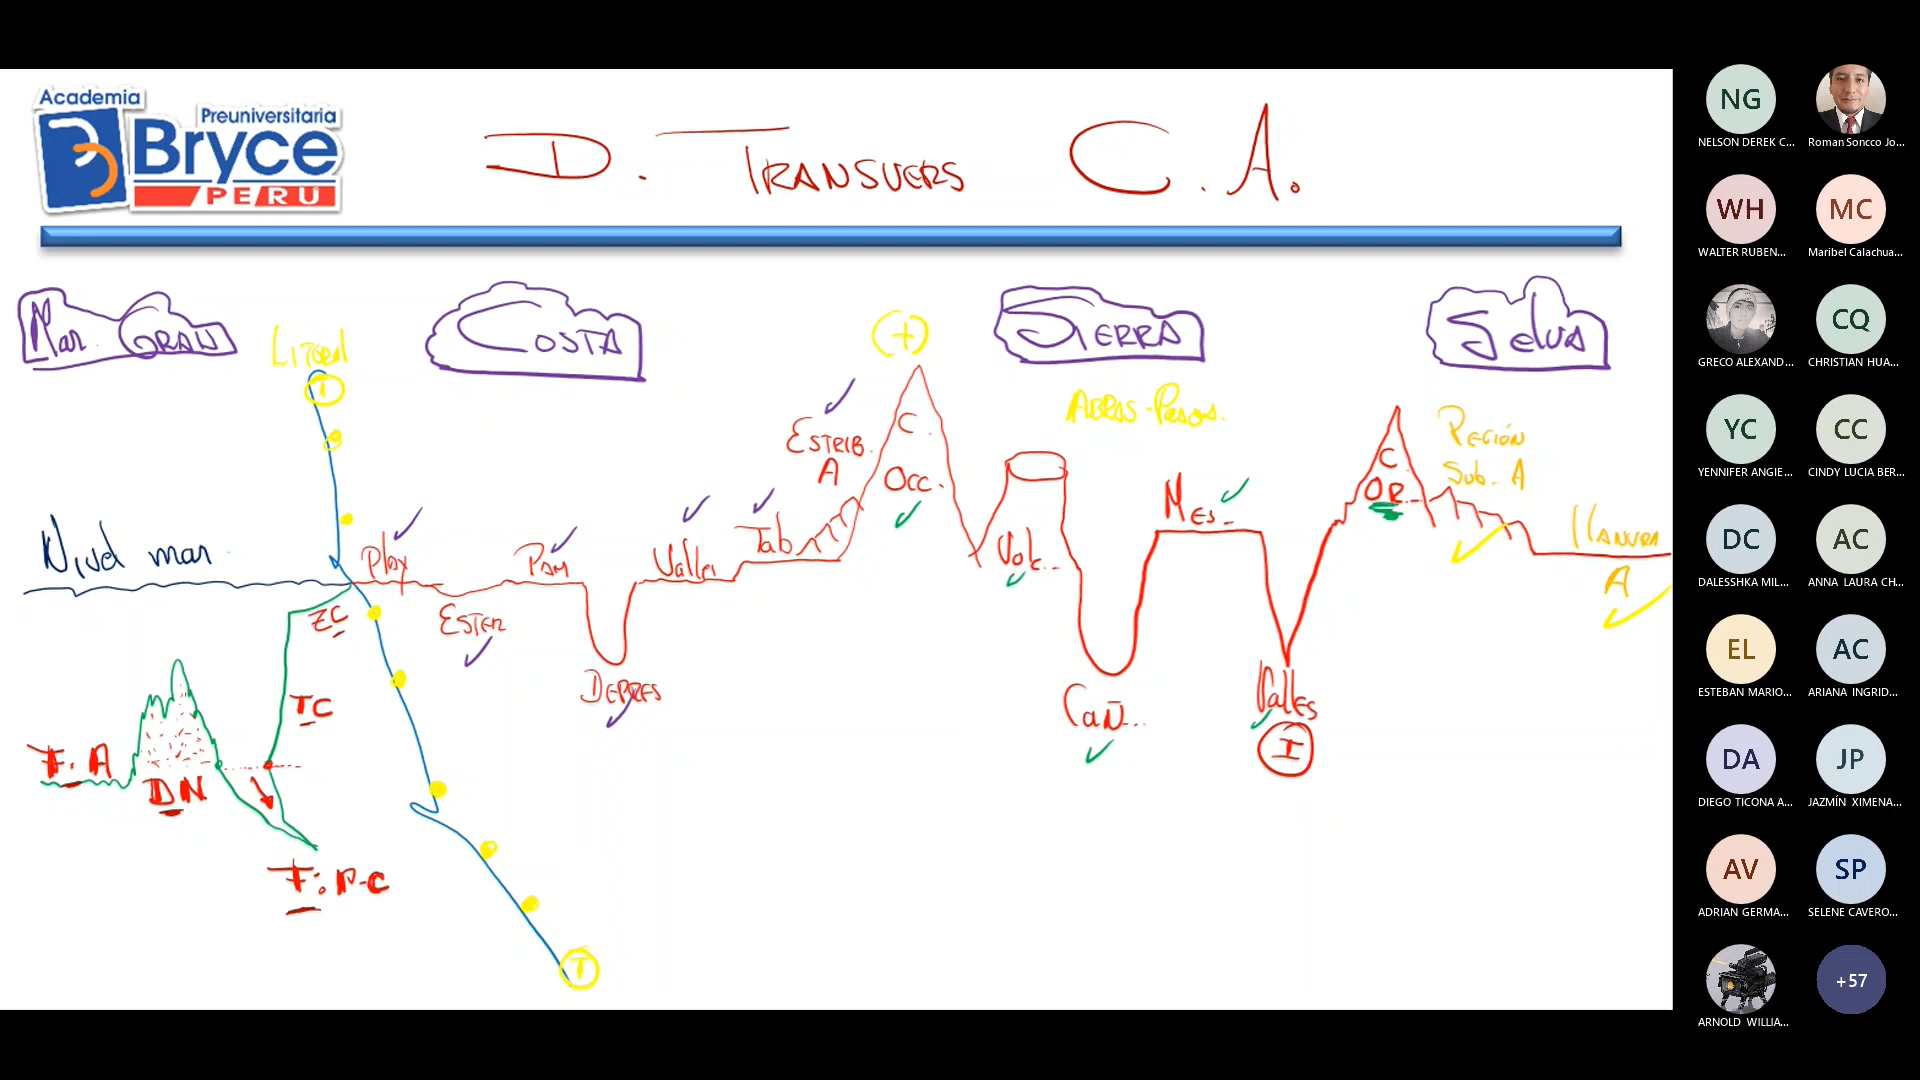 Academia
Preuniversitaria
Bryce
PERU
D. TRANSVERS C.A.
Mar GRAU
LITORAL
COSTA
(+)
SIERRA
Selva
T
ABRAS - PASOS.
ESTRIB.
A
C.
OCC.
REGIÓN
Sub. A
C
OR.
MES.
Nivel mar
Play
Pam
Valles
Tab
Volc...
LLANURA
A
ZC
ESTER
DEPRES
TC
CAÑ...
Valles
I
F. A
DN
F. P-C
T
NG
NELSON DEREK C...
Roman Soncco Jo...
WH
WALTER RUBEN...
MC
Maribel Calachua...
GRECO ALEXAND...
CQ
CHRISTIAN HUA...
YC
YENNIFER ANGIE...
CC
CINDY LUCIA BER...
DC
DALESSHKA MIL...
AC
ANNA LAURA CH...
EL
ESTEBAN MARIO...
AC
ARIANA INGRID...
DA
DIEGO TICONA A...
JP
JAZMÍN XIMENA...
AV
ADRIAN GERMA...
SP
SELENE CAVERO...
ARNOLD WILLIA...
+57